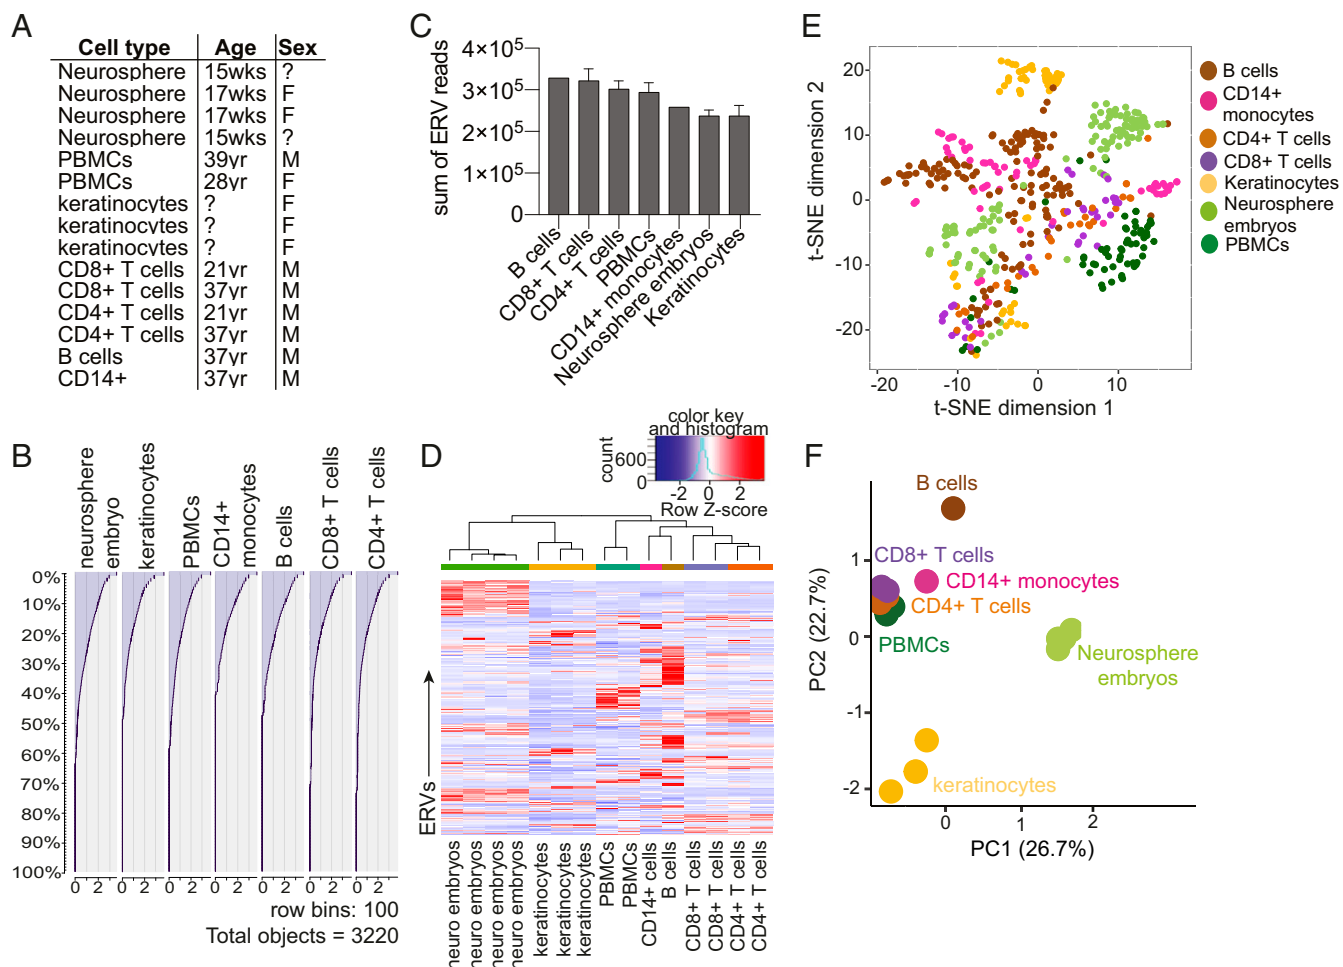 A
Cell type Age Sex
Neurosphere 15wks ?
Neurosphere 17wks F
Neurosphere 17wks F
Neurosphere 15wks ?
PBMCs 39yr M
PBMCs 28yr F
keratinocytes ? F
keratinocytes ? F
keratinocytes ? F
CD8+ T cells 21yr M
CD8+ T cells 37yr M
CD4+ T cells 21yr M
CD4+ T cells 37yr M
B cells 37yr M
CD14+ 37yr M
B
neurosphere
embryo
keratinocytes
PBMCs
CD14+
monocytes
B cells
CD8+ T cells
CD4+ T cells
0%
10%
20%
30%
40%
50%
60%
70%
80%
90%
100%
0 2 0 2 0 2 0 2 0 2 0 2 0 2
row bins: 100
Total objects = 3220
C
sum of ERV reads
4×10⁵
3×10⁵
2×10⁵
1×10⁵
0
B cells
CD8+ T cells
CD4+ T cells
PBMCs
CD14+ monocytes
Neurosphere embryos
Keratinocytes
D
color key
and histogram
count
600
0
-2 0 2
Row Z-score
ERVs
neuro embryos
neuro embryos
neuro embryos
neuro embryos
keratinocytes
keratinocytes
keratinocytes
PBMCs
PBMCs
CD14+ cells
B cells
CD8+ T cells
CD8+ T cells
CD4+ T cells
CD4+ T cells
E
t-SNE dimension 2
20
10
0
-10
-20
-20 -10 0 10
t-SNE dimension 1
B cells
CD14+
monocytes
CD4+ T cells
CD8+ T cells
Keratinocytes
Neurosphere
embryos
PBMCs
F
PC2 (22.7%)
1
0
-1
-2
B cells
CD8+ T cells
CD14+ monocytes
CD4+ T cells
PBMCs
Neurosphere
embryos
keratinocytes
0 1 2
PC1 (26.7%)